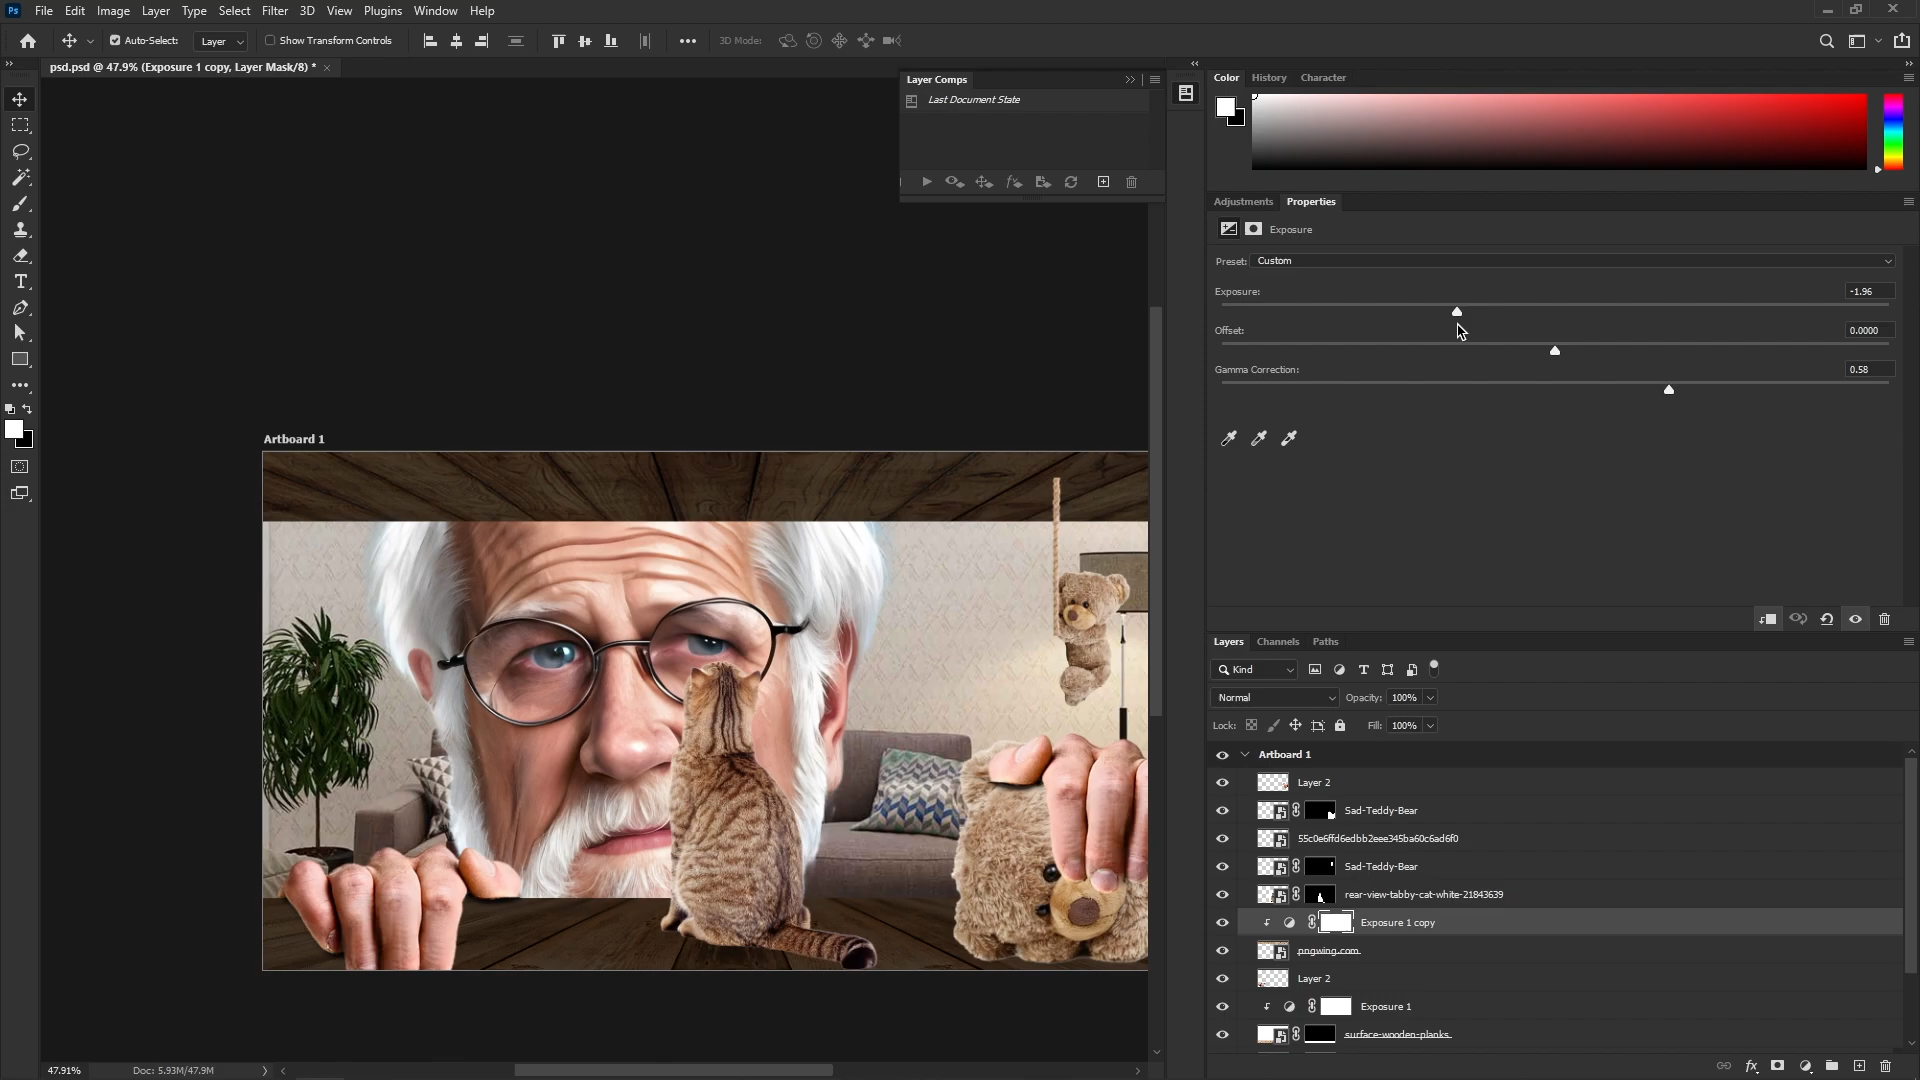 Ps File Edit Image Layer Type Select Filter 3D View Plugins Window Help
Auto-Select: Layer Show Transform Controls 3D Mode:
psd.psd @ 47.9% (Exposure 1 copy, Layer Mask/8) *
Layer Comps
Last Document State
Color History Character
Adjustments Properties
Exposure
Preset: Custom
Exposure: -1.96
Offset: 0.0000
Gamma Correction: 0.58
Artboard 1
Layers Channels Paths
Kind
Normal Opacity: 100%
Lock: Fill: 100%
Artboard 1
Layer 2
Sad-Teddy-Bear
55c0e6ffd6edbb2eee345ba60c6ad6f0
Sad-Teddy-Bear
rear-view-tabby-cat-white-21843639
Exposure 1 copy
pngwing.com
Layer 2
Exposure 1
surface-wooden-planks
47.91% Doc: 5.93M/47.9M